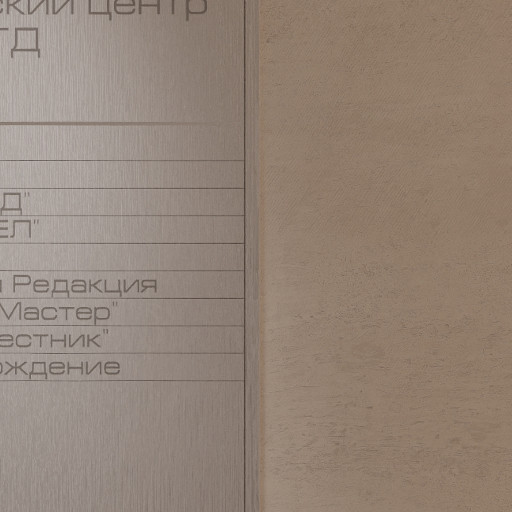 ский центр
ТД
Д"
ЕЛ"
я Редакция
Мастер"
естник"
ождение